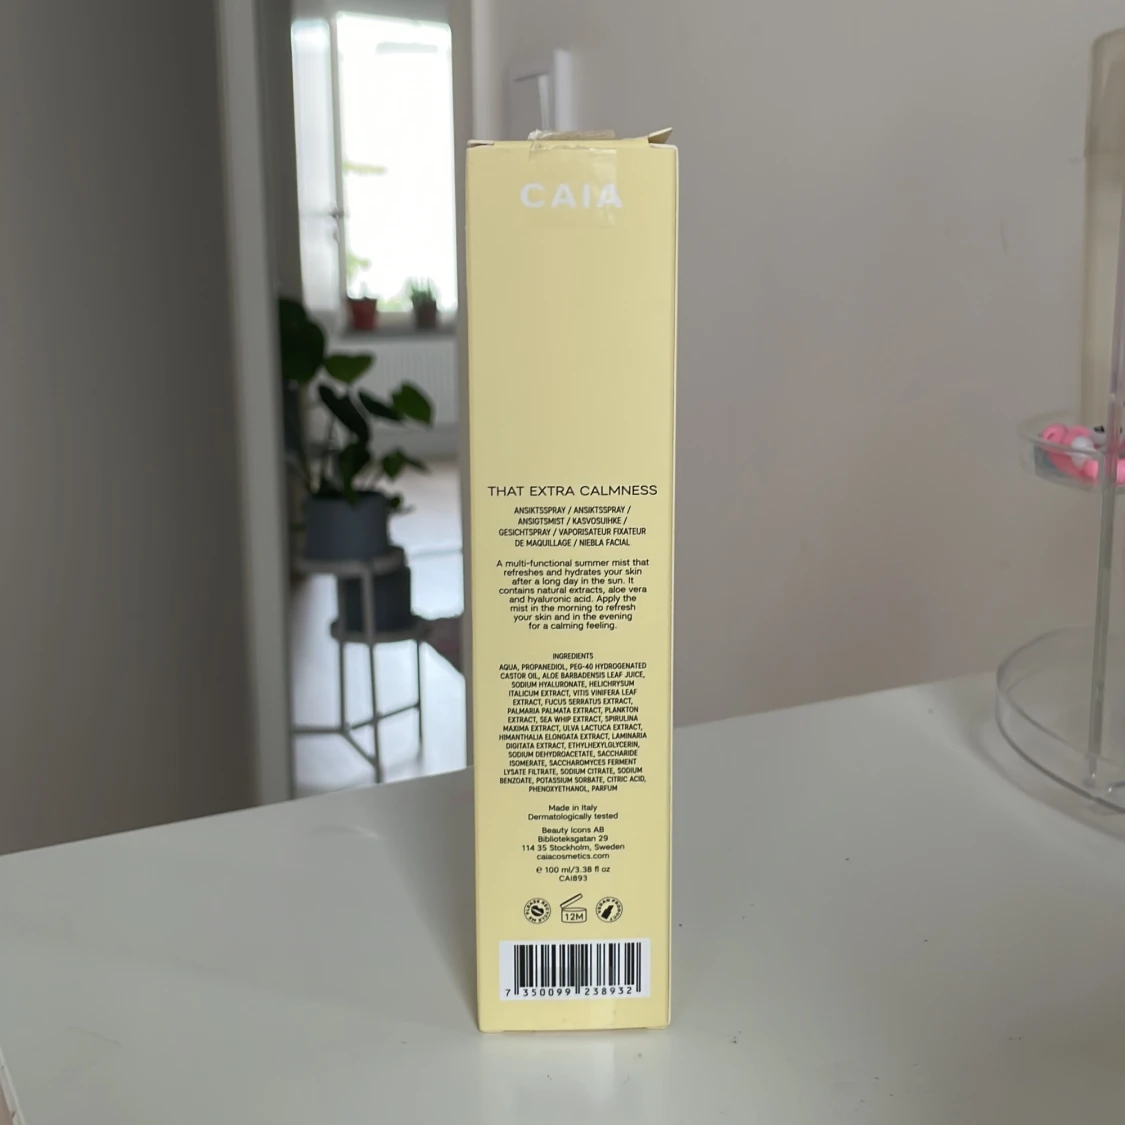 CAIA
THAT EXTRA CALMNESS
ANSIKTSSPRAY / ANSIKTSSPRAY /
ANSIGTSMIST / KASVOSUIHKE /
GESICHTSPRAY / VAPORISATEUR FIXATEUR
DE MAQUILLAGE / NIEBLA FACIAL
A multi-functional summer mist that
refreshes and hydrates your skin
after a long day in the sun. It
contains natural extracts, aloe vera
and hyaluronic acid. Apply the
mist in the morning to refresh
your skin and in the evening
for a calming feeling.
INGREDIENTS
AQUA, PROPANEDIOL, PEG-40 HYDROGENATED
CASTOR OIL, ALOE BARBADENSIS LEAF JUICE,
SODIUM HYALURONATE, HELICHRYSUM
ITALICUM EXTRACT, VITIS VINIFERA LEAF
EXTRACT, FUCUS SERRATUS EXTRACT,
PALMARIA PALMATA EXTRACT, PLANKTON
EXTRACT, SEA WHIP EXTRACT, SPIRULINA
MAXIMA EXTRACT, ULVA LACTUCA EXTRACT,
HIMANTHALIA ELONGATA EXTRACT, LAMINARIA
DIGITATA EXTRACT, ETHYLHEXYLGLYCERIN,
SODIUM DEHYDROACETATE, SACCHARIDE
ISOMERATE, SACCHAROMYCES FERMENT
LYSATE FILTRATE, SODIUM CITRATE, SODIUM
BENZOATE, POTASSIUM SORBATE, CITRIC ACID,
PHENOXYETHANOL, PARFUM
Made in Italy
Dermatologically tested
Beauty Icons AB
Biblioteksgatan 29
114 35 Stockholm, Sweden
caiacosmetics.com
e 100 ml/3.38 fl oz
CAI893
PLEASE RECYCLE ME
12M
VEGAN PRODUCT
7 350099 238932